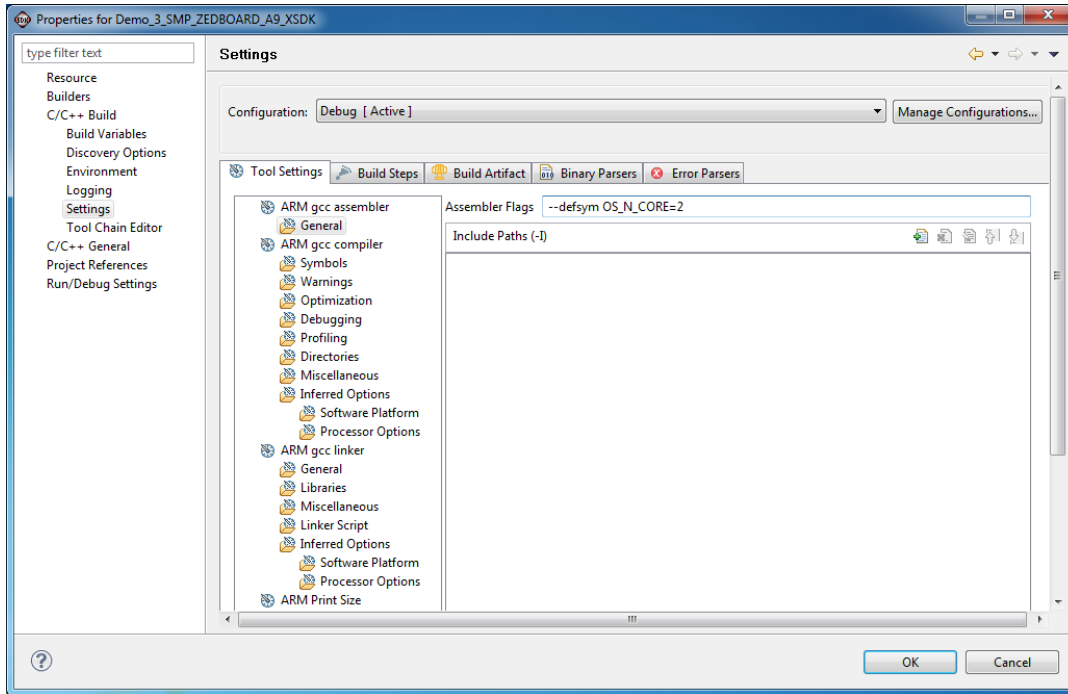 Properties for Demo_3_SMP_ZEDBOARD_A9_XSDK
type filter text
Resource
Builders
C/C++ Build
Build Variables
Discovery Options
Environment
Logging
Settings
Tool Chain Editor
C/C++ General
Project References
Run/Debug Settings
Settings
Configuration: Debug [ Active ] Manage Configurations...
Tool Settings Build Steps Build Artifact Binary Parsers Error Parsers
ARM gcc assembler
General
ARM gcc compiler
Symbols
Warnings
Optimization
Debugging
Profiling
Directories
Miscellaneous
Inferred Options
Software Platform
Processor Options
ARM gcc linker
General
Libraries
Miscellaneous
Linker Script
Inferred Options
Software Platform
Processor Options
ARM Print Size
Assembler Flags --defsym OS_N_CORE=2
Include Paths (-I)
OK Cancel